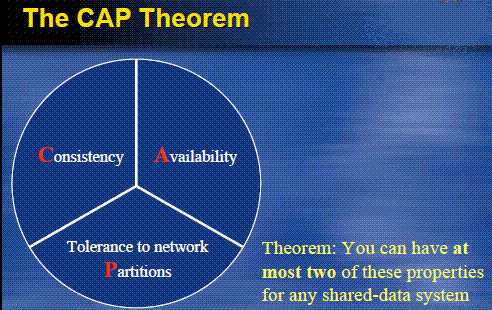 The CAP Theorem
Consistency
Availability
Tolerance to network
Partitions
Theorem: You can have at
most two of these properties
for any shared-data system